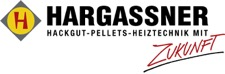 H HARGASSNER
HACKGUT-PELLETS-HEIZTECHNIK MIT
ZUKUNFT